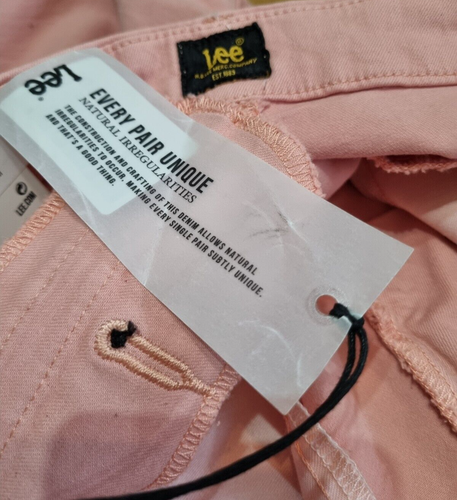 Lee
EST. 1889
Lee
®
EVERY PAIR UNIQUE
NATURAL IRREGULARITIES
THE CONSTRUCTION AND CRAFTING OF THIS DENIM ALLOWS NATURAL
IRREGULARITIES TO OCCUR, MAKING EVERY SINGLE PAIR SUBTLY UNIQUE.
AND THAT'S A GOOD THING.
LEE.COM